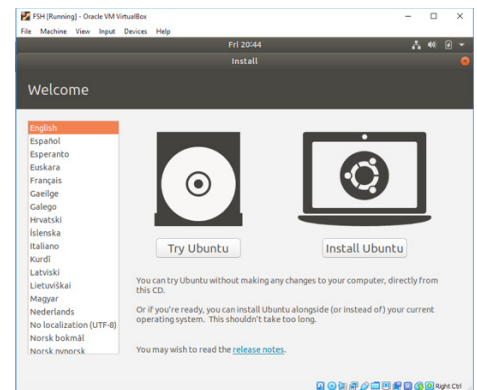 FSH [Running] - Oracle VM VirtualBox
File Machine View Input Devices Help
Fri 20:44
Install
Welcome
English
Español
Esperanto
Euskara
Français
Gaeilge
Galego
Hrvatski
Íslenska
Italiano
Kurdî
Latviski
Lietuviškai
Magyar
Nederlands
No localization (UTF-8)
Norsk bokmål
Norsk nynorsk
Try Ubuntu
Install Ubuntu
You can try Ubuntu without making any changes to your computer, directly from
this CD.
Or if you're ready, you can install Ubuntu alongside (or instead of) your current
operating system. This shouldn't take too long.
You may wish to read the release notes.
Right Ctrl